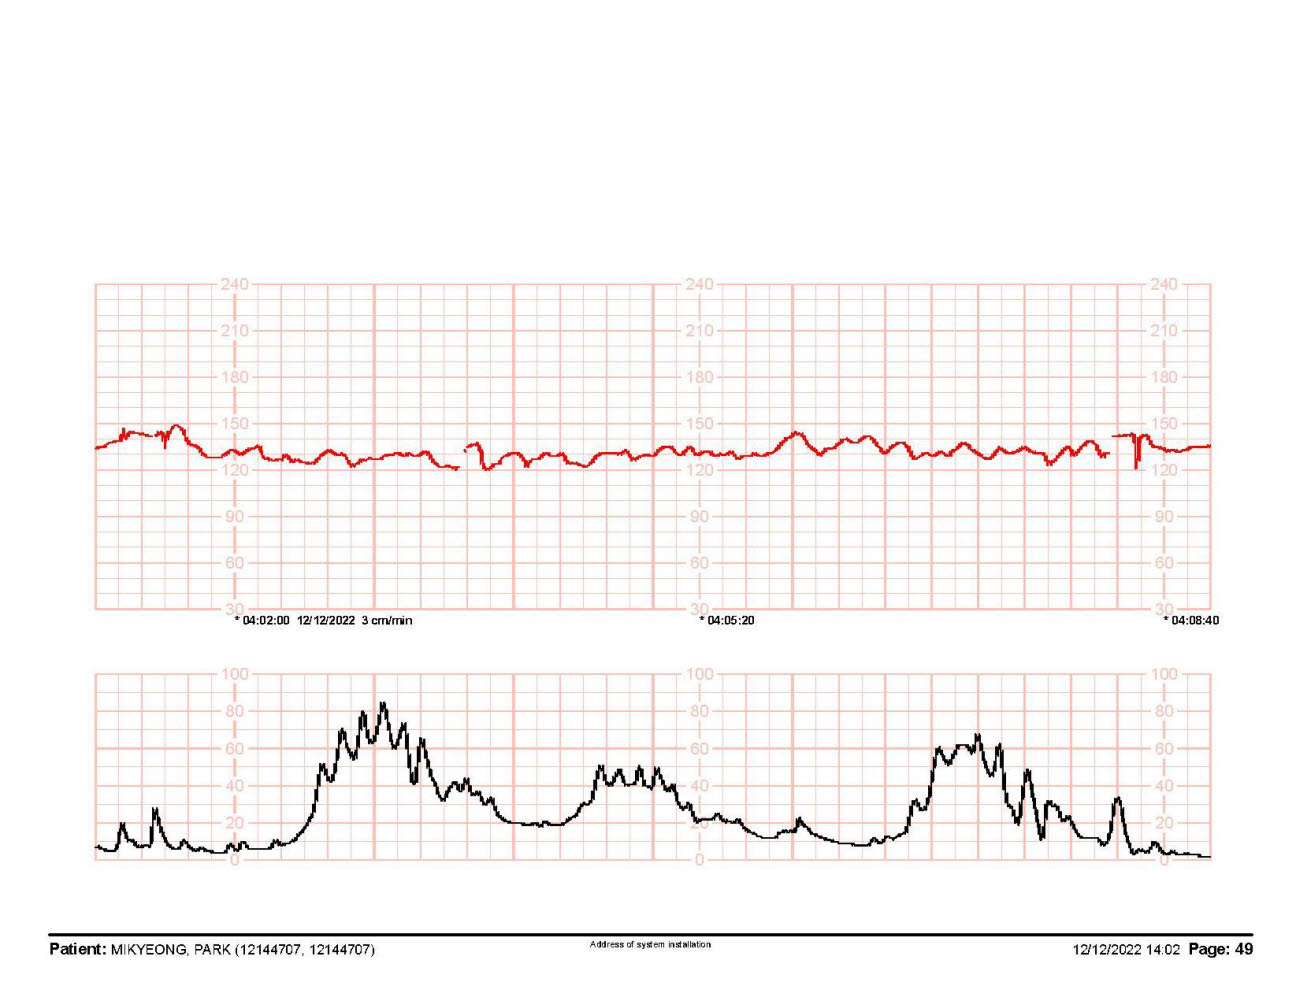 240 240 240
210 210 210
180 180 180
150 150 150
120 120 120
90 90 90
60 60 60
30 30 30
* 04:02:00 12/12/2022 3 cm/min * 04:05:20 * 04:08:40
100 100 100
80 80 80
60 60 60
40 40 40
20 20 20
0 0 0
Patient: MIKYEONG, PARK (12144707, 12144707) Address of system installation 12/12/2022 14:02 Page: 49